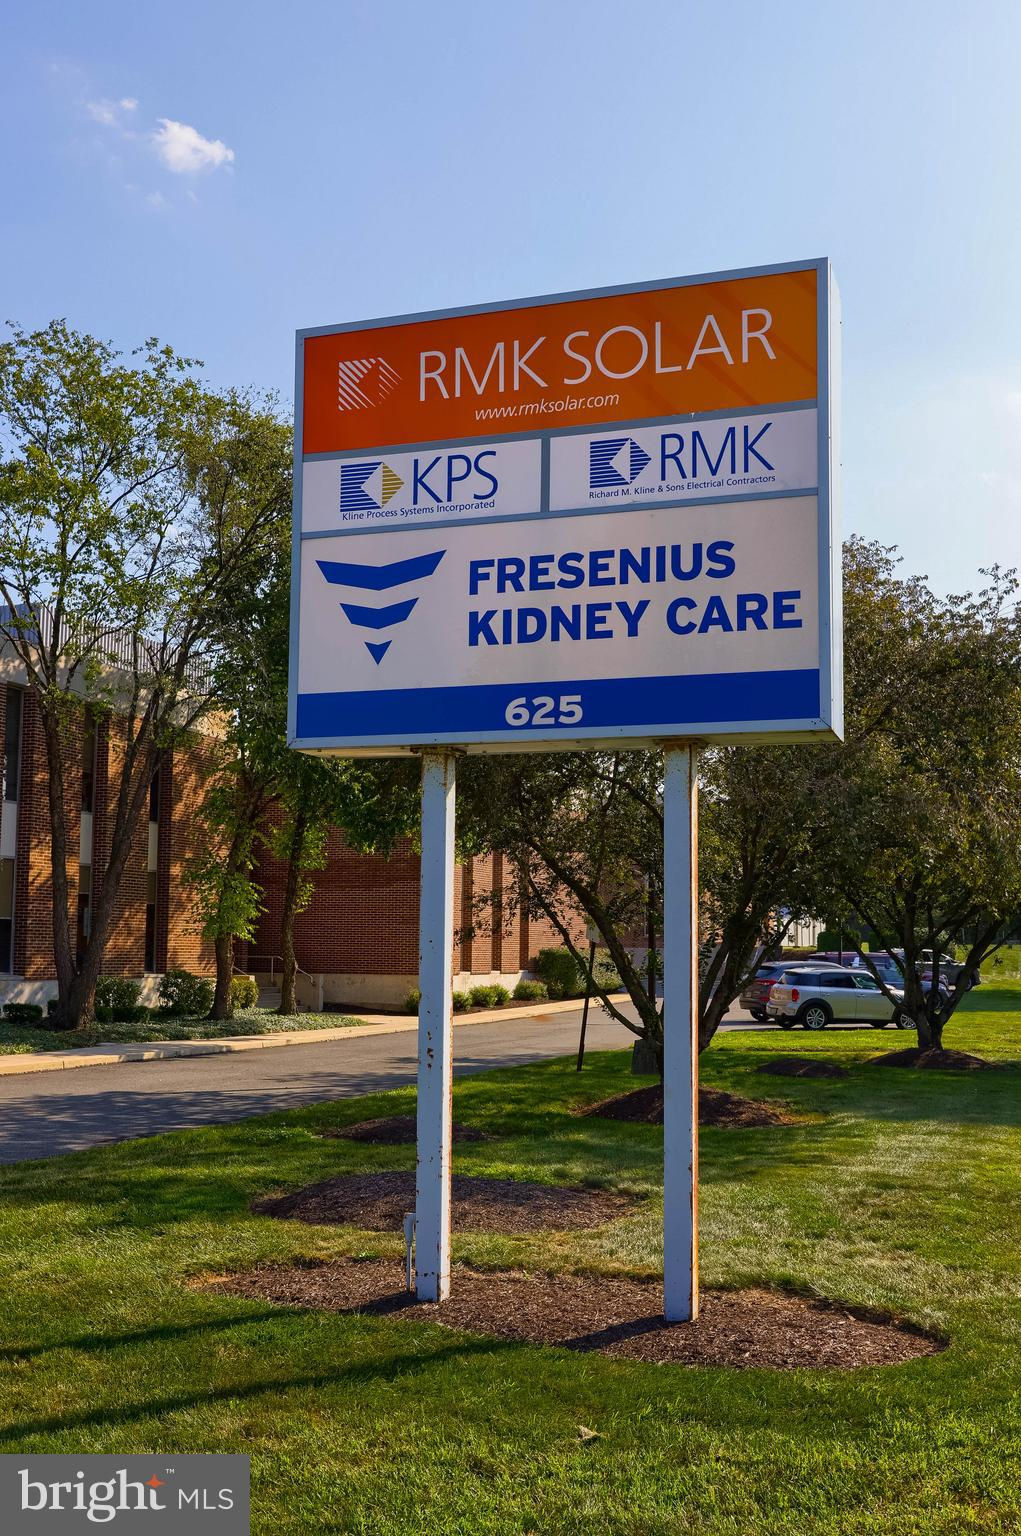 RMK SOLAR
www.rmksolar.com
KPS
Kline Process Systems Incorporated
RMK
Richard M. Kline & Sons Electrical Contractors
FRESENIUS
KIDNEY CARE
625
bright™ MLS